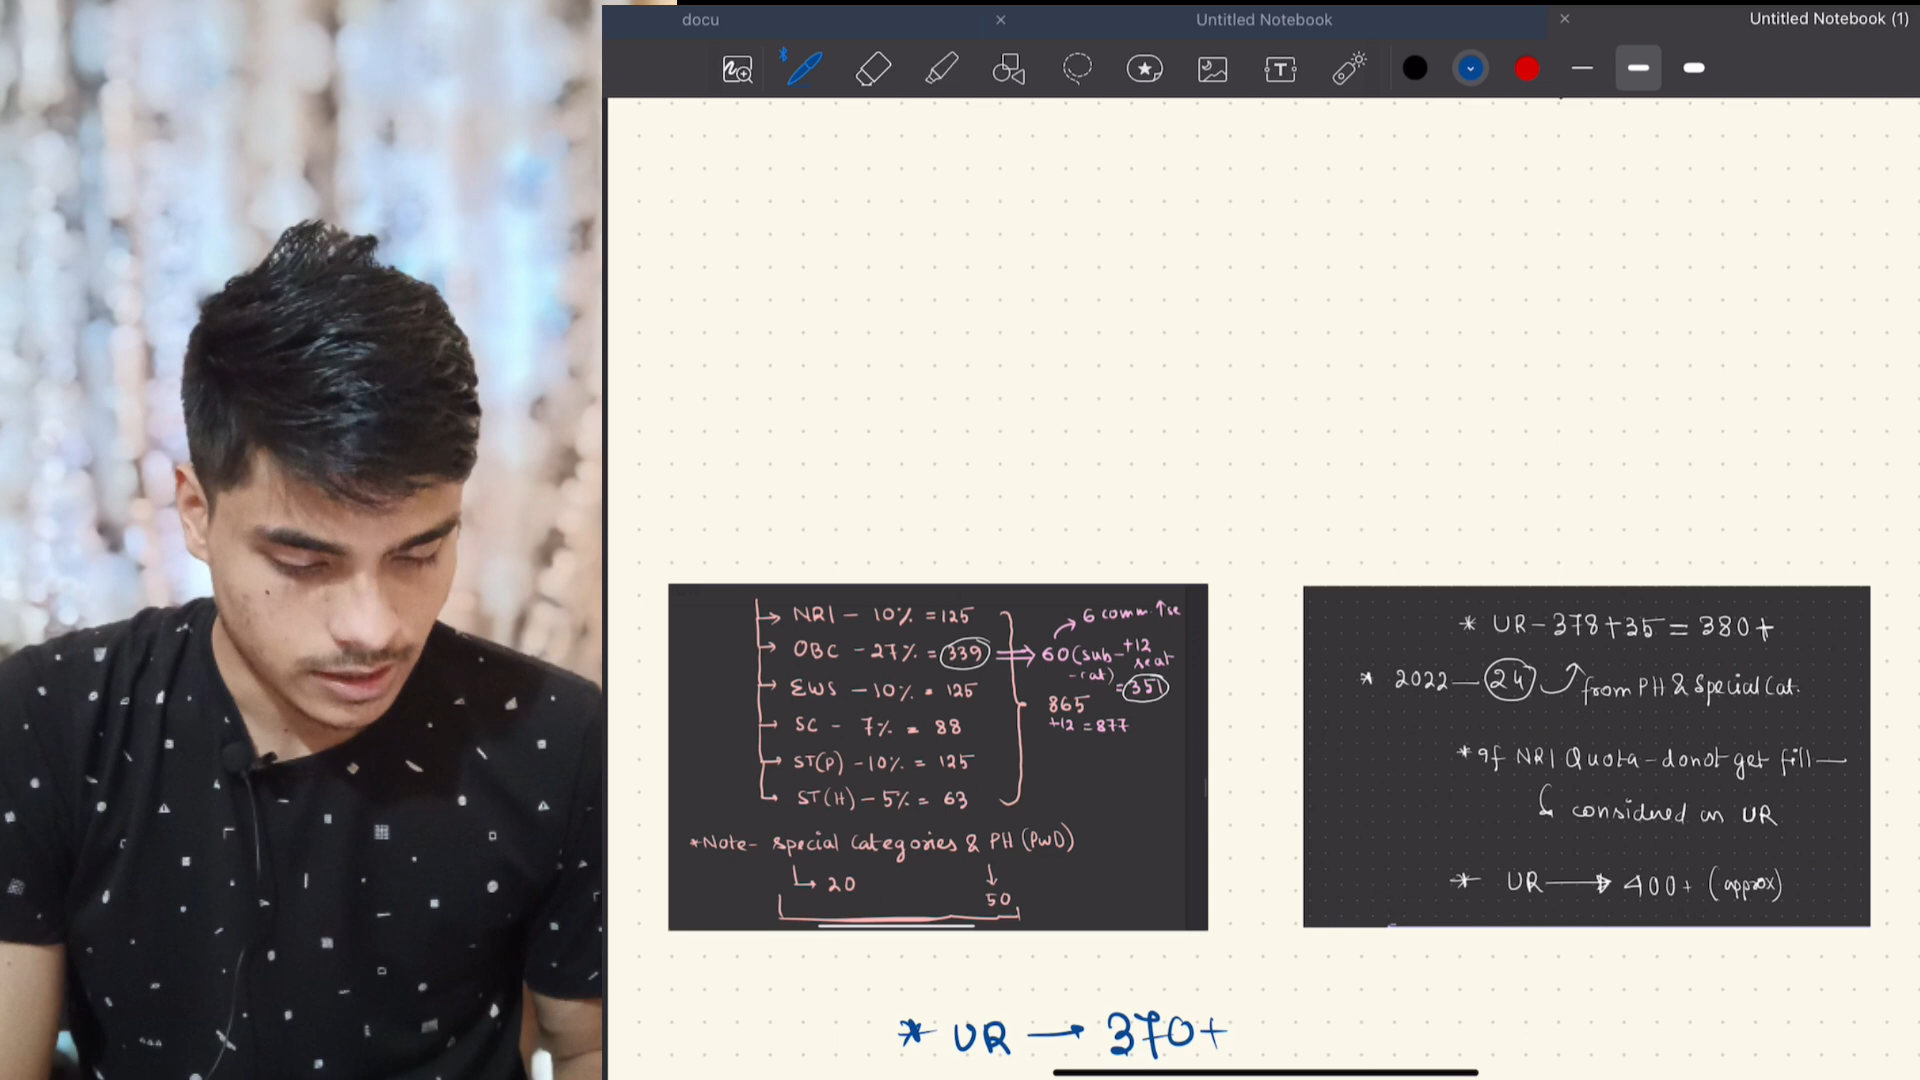 docu
Untitled Notebook
Untitled Notebook (1)
T
NRI - 10% = 125
OBC - 27% = 339
EWS - 10% = 125
SC - 7% = 88
ST(P) - 10% = 125
ST(H) - 5% = 63
6 comm. ↑se
60 (sub-
-cat)
+12
seat
= 351
865
+12 = 877
*Note- Special Categories & PH (PwD)
20
50
* UR - 378 + 35 = 380+
* 2022 - 24 from PH & Special Cat.
* If NRI Quota - donot get fill -
considered as UR
* UR → 400+ (approx)
* UR → 370+